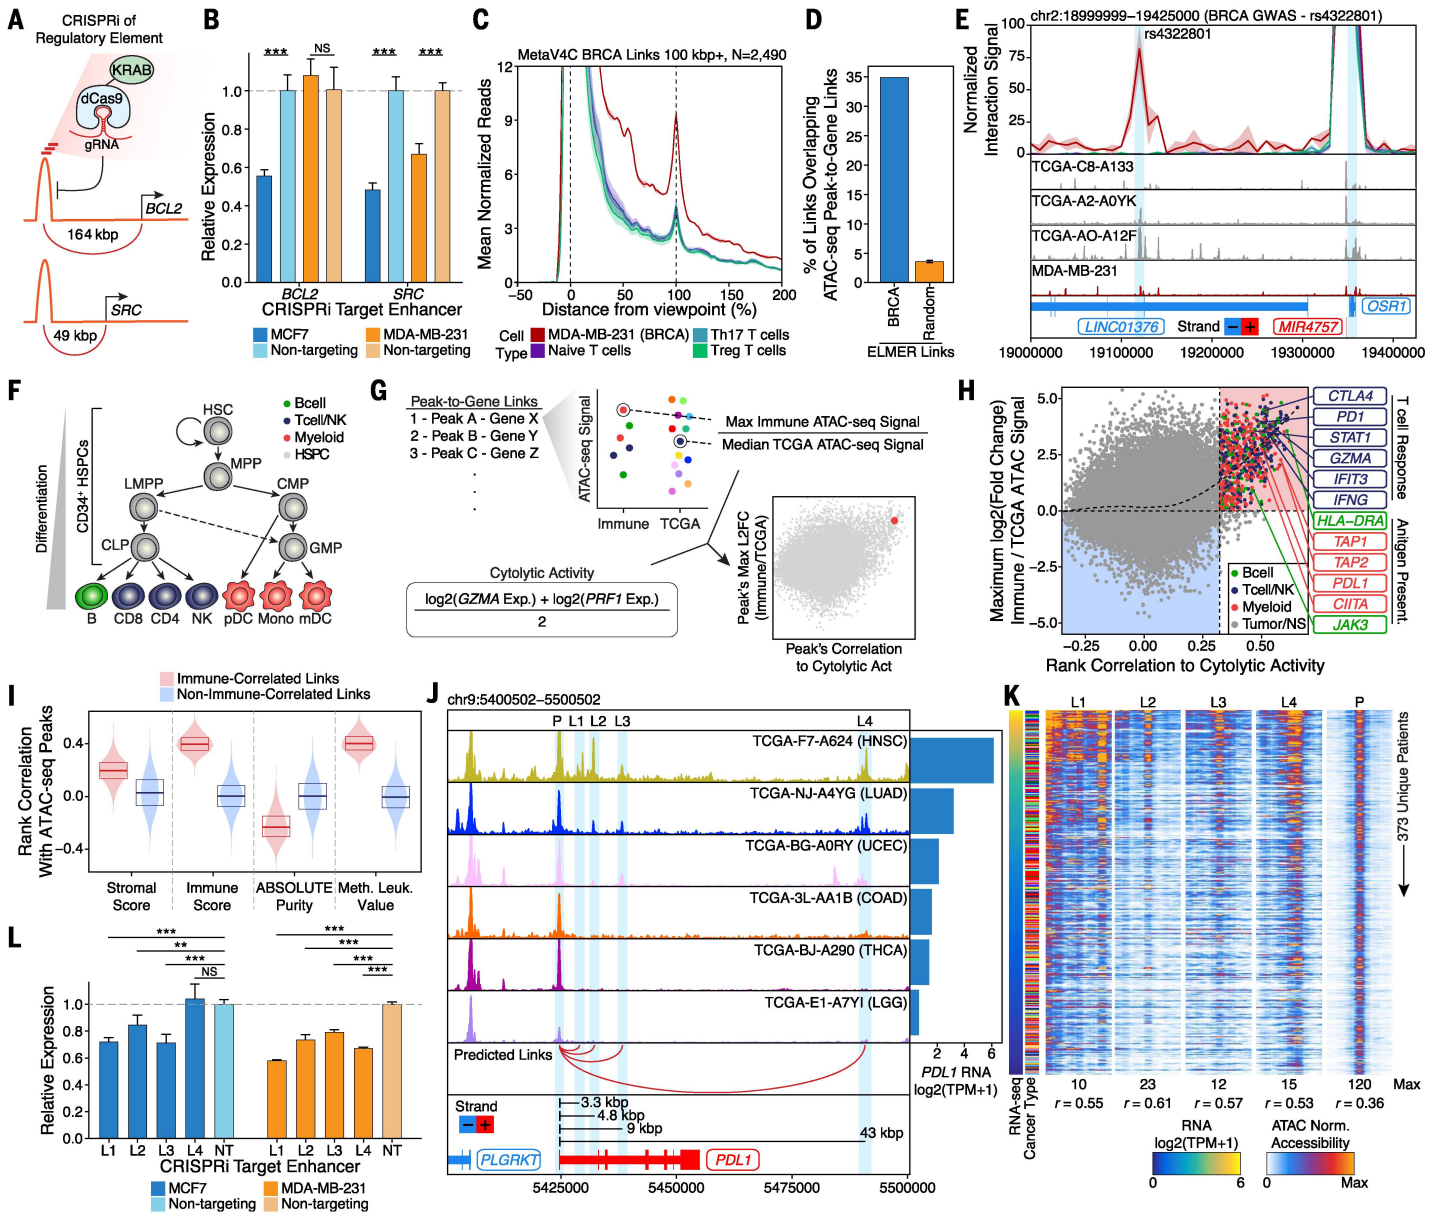 A
CRISPRi of
Regulatory Element
KRAB
dCas9
gRNA
BCL2
164 kbp
SRC
49 kbp
B
*** NS *** ***
Relative Expression
1.0
0.8
0.6
0.4
0.2
0.0
BCL2 SRC
CRISPRi Target Enhancer
MCF7 MDA-MB-231
Non-targeting Non-targeting
C
MetaV4C BRCA Links 100 kbp+, N=2,490
Mean Normalized Reads
12
9
6
3
0
−50 0 50 100 150 200
Distance from viewpoint (%)
Cell Type
MDA-MB-231 (BRCA) Th17 T cells
Naive T cells Treg T cells
D
% of Links Overlapping
ATAC-seq Peak-to-Gene Links
35
30
25
20
15
10
5
0
BRCA
Random
ELMER Links
E
chr2:18999999−19425000 (BRCA GWAS - rs4322801)
rs4322801
Normalized
Interaction Signal
100
75
50
25
0
TCGA-C8-A133
TCGA-A2-A0YK
TCGA-AO-A12F
MDA-MB-231
LINC01376 Strand − + MIR4757 OSR1
19000000 19100000 19200000 19300000 19400000
F
Differentiation
CD34+ HSPCs
HSC
MPP
LMPP CMP
CLP GMP
B CD8 CD4 NK pDC Mono mDC
Bcell
Tcell/NK
Myeloid
HSPC
G
Peak-to-Gene Links
1 - Peak A - Gene X
2 - Peak B - Gene Y
3 - Peak C - Gene Z
.
.
.
ATAC-seq Signal
Immune TCGA
Max Immune ATAC-seq Signal
Median TCGA ATAC-seq Signal
Cytolytic Activity
log2(GZMA Exp.) + log2(PRF1 Exp.)
2
Peak's Max L2FC
(Immune/TCGA)
Peak's Correlation
to Cytolytic Act
H
Maximum log2(Fold Change)
Immune / TCGA ATAC Signal
5.0
2.5
0.0
−2.5
−5.0
−0.25 0.00 0.25 0.50
Rank Correlation to Cytolytic Activity
Bcell
Tcell/NK
Myeloid
Tumor/NS
CTLA4
PD1
STAT1
GZMA
IFIT3
IFNG
HLA−DRA
TAP1
TAP2
PDL1
CIITA
JAK3
T cell Response
Anitgen Present.
I
Immune-Correlated Links
Non-Immune-Correlated Links
Rank Correlation
With ATAC-seq Peaks
0.4
0.0
−0.4
Stromal Score
Immune Score
ABSOLUTE Purity
Meth. Leuk. Value
J
chr9:5400502−5500502
P L1 L2 L3 L4
TCGA-F7-A624 (HNSC)
TCGA-NJ-A4YG (LUAD)
TCGA-BG-A0RY (UCEC)
TCGA-3L-AA1B (COAD)
TCGA-BJ-A290 (THCA)
TCGA-E1-A7YI (LGG)
Predicted Links
2 4 6
PDL1 RNA
log2(TPM+1)
Strand
− +
3.3 kbp
4.8 kbp
9 kbp
43 kbp
PLGRKT PDL1
5425000 5450000 5475000 5500000
K
L1 L2 L3 L4 P
373 Unique Patients
RNA-seq
Cancer Type
10 23 12 15 120 Max
r = 0.55 r = 0.61 r = 0.57 r = 0.53 r = 0.36
RNA
log2(TPM+1)
0 6
ATAC Norm.
Accessibility
0 Max
L
***
**
***
NS
***
***
***
***
Relative Expression
1.0
0.8
0.6
0.4
0.2
0.0
L1 L2 L3 L4 NT L1 L2 L3 L4 NT
CRISPRi Target Enhancer
MCF7 MDA-MB-231
Non-targeting Non-targeting